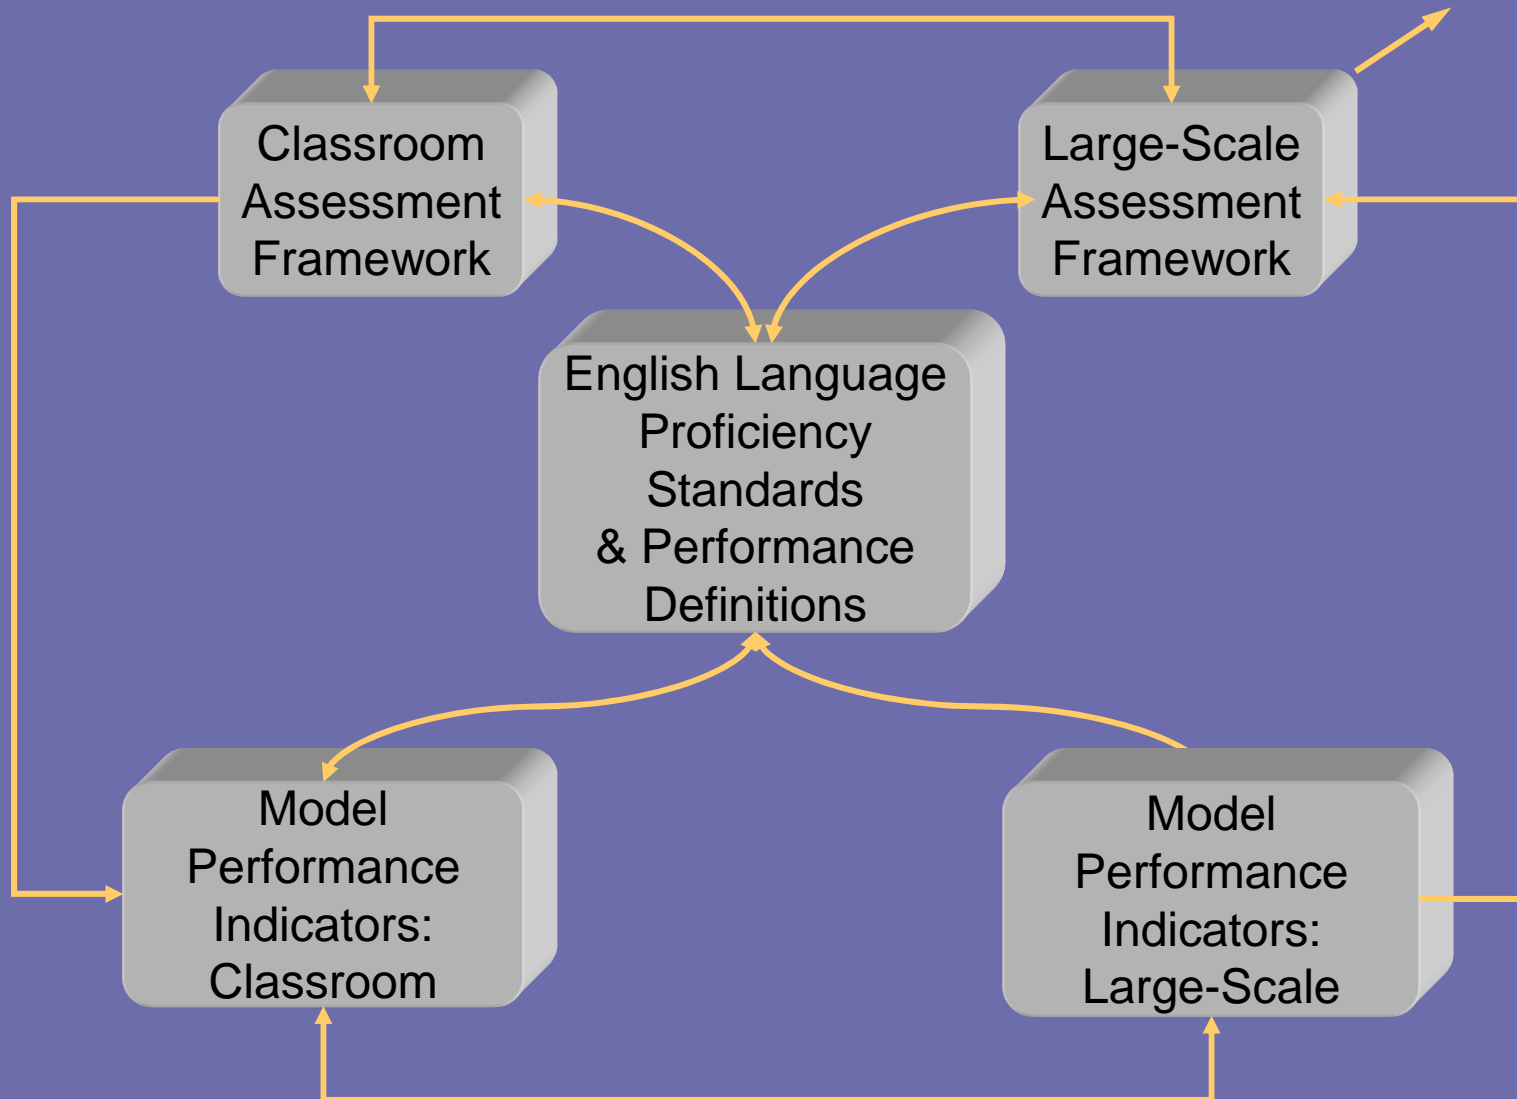 Classroom
Assessment
Framework
Large-Scale
Assessment
Framework
English Language
Proficiency
Standards
& Performance
Definitions
Model
Performance
Indicators:
Classroom
Model
Performance
Indicators:
Large-Scale